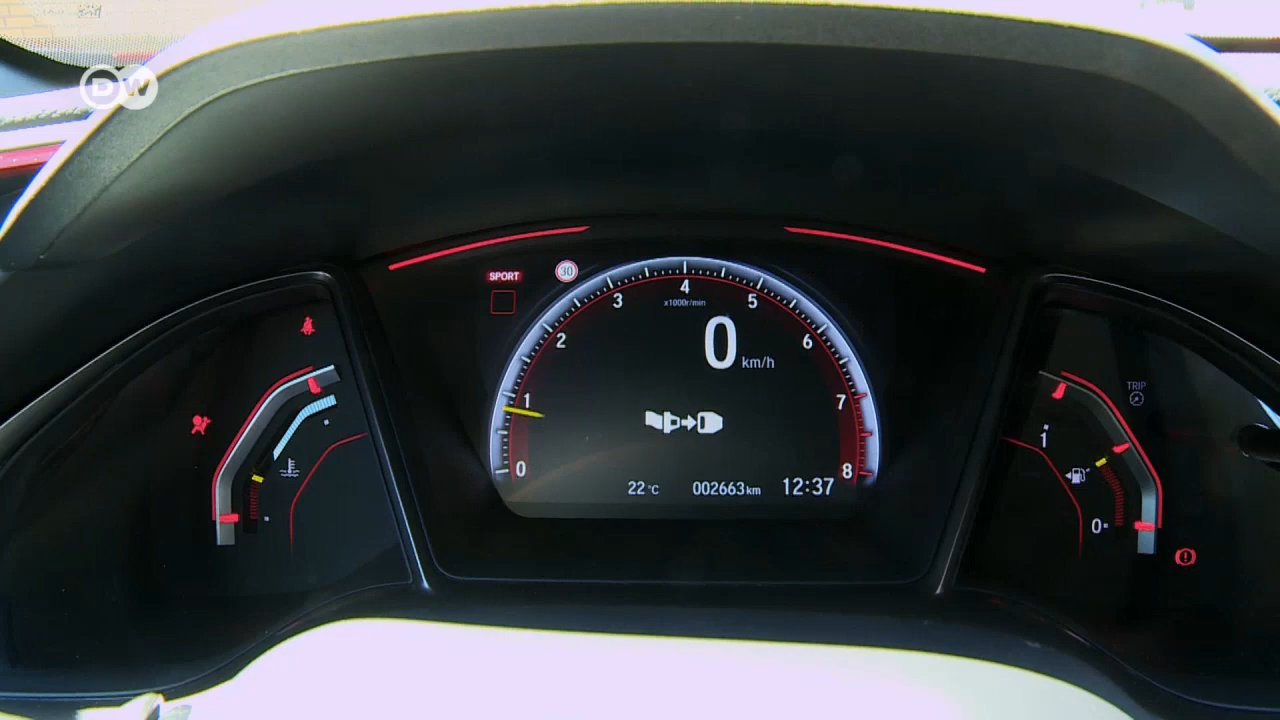 DW
SPORT
30
0 1 2 3 4 5 6 7 8
x1000r/min
0 km/h
22°C 002663km 12:37
TRIP
1
0